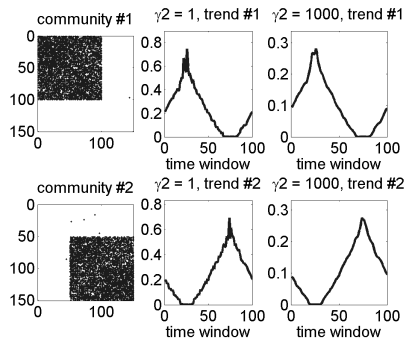 community #1
γ2 = 1, trend #1
γ2 = 1000, trend #1
0
50
100
150
0 50 100
0.8
0.6
0.4
0.2
0
0 50 100
time window
0.3
0.2
0.1
0
0 50 100
time window
community #2
γ2 = 1, trend #2
γ2 = 1000, trend #2
0
50
100
150
0 50 100
0.8
0.6
0.4
0.2
0
0 50 100
time window
0.3
0.2
0.1
0
0 50 100
time window